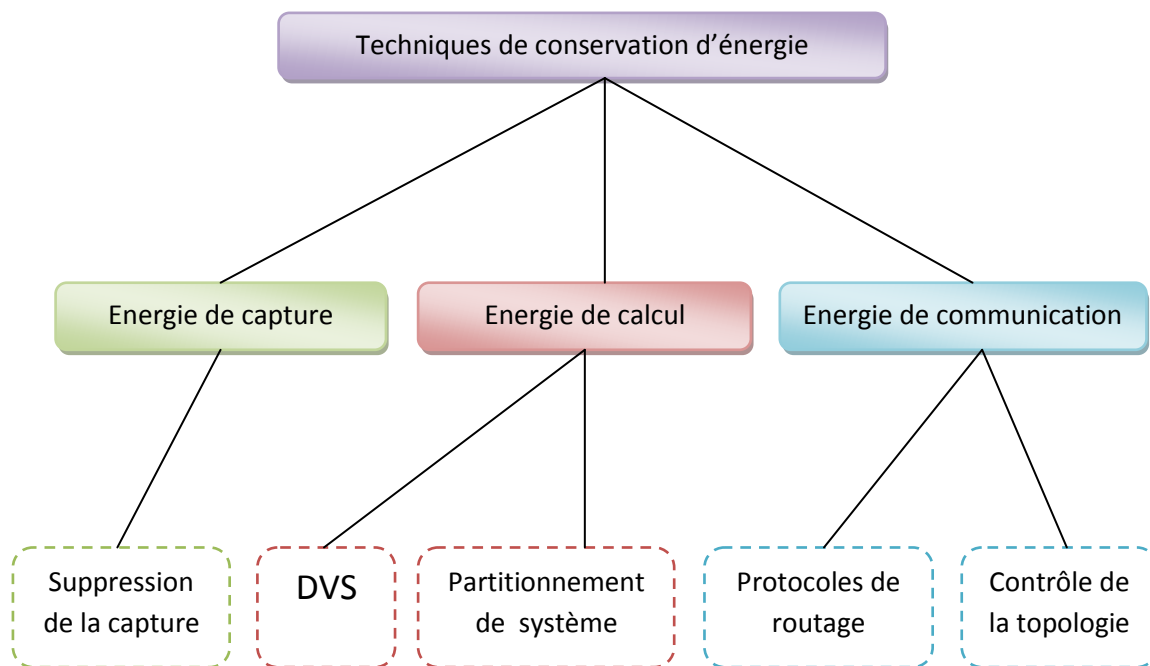 Techniques de conservation d’énergie
Energie de capture
Energie de calcul
Energie de communication
Suppression
de la capture
DVS
Partitionnement
de système
Protocoles de
routage
Contrôle de
la topologie